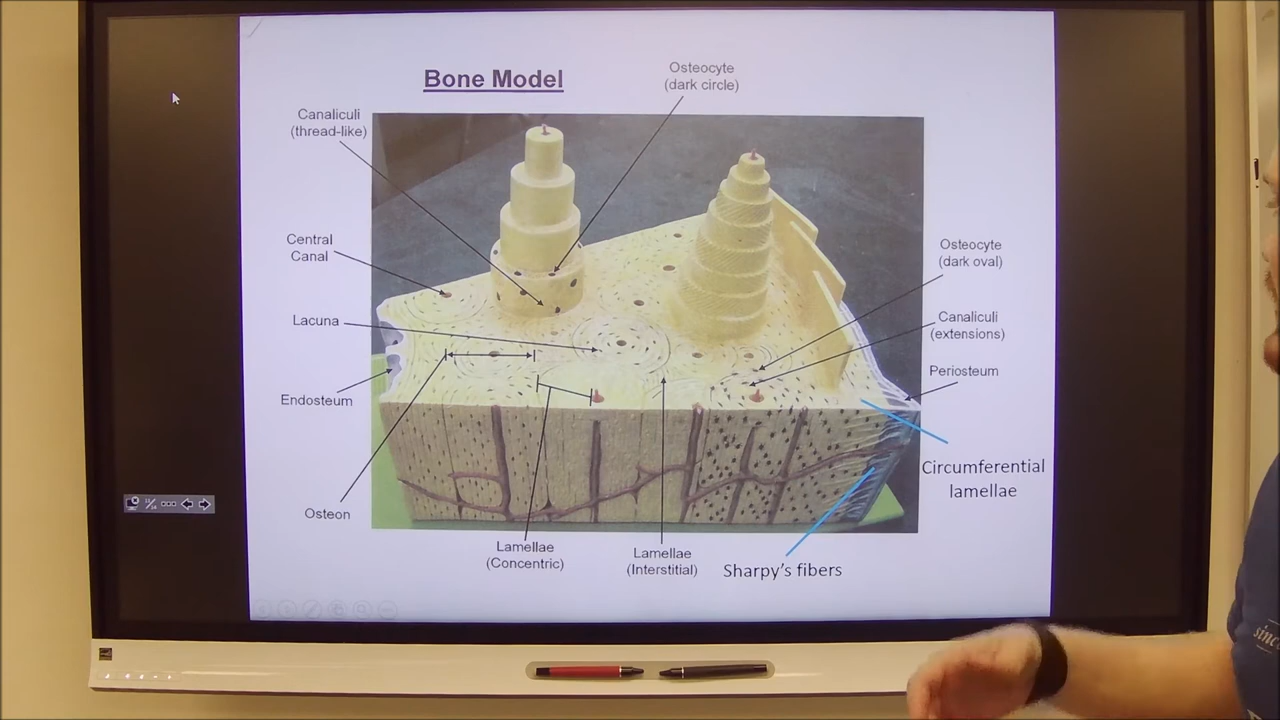 Bone Model
Osteocyte
(dark circle)
Canaliculi
(thread-like)
Central
Canal
Osteocyte
(dark oval)
Lacuna
Canaliculi
(extensions)
Periosteum
Endosteum
Circumferential
lamellae
Osteon
Lamellae
(Concentric)
Lamellae
(Interstitial)
Sharpy's fibers